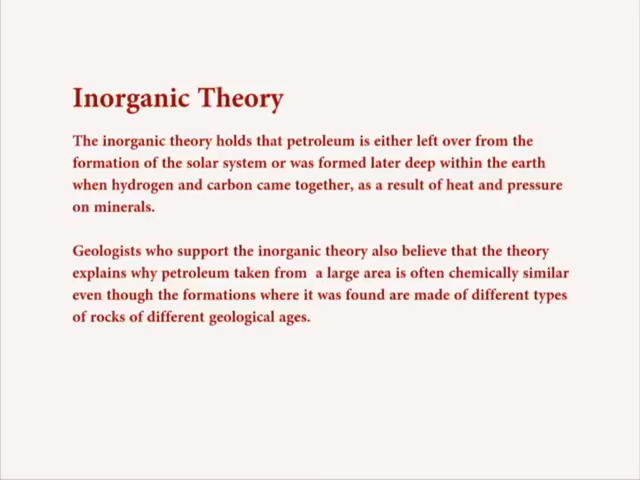 Inorganic Theory
The inorganic theory holds that petroleum is either left over from the
formation of the solar system or was formed later deep within the earth
when hydrogen and carbon came together, as a result of heat and pressure
on minerals.
Geologists who support the inorganic theory also believe that the theory
explains why petroleum taken from  a large area is often chemically similar
even though the formations where it was found are made of different types
of rocks of different geological ages.